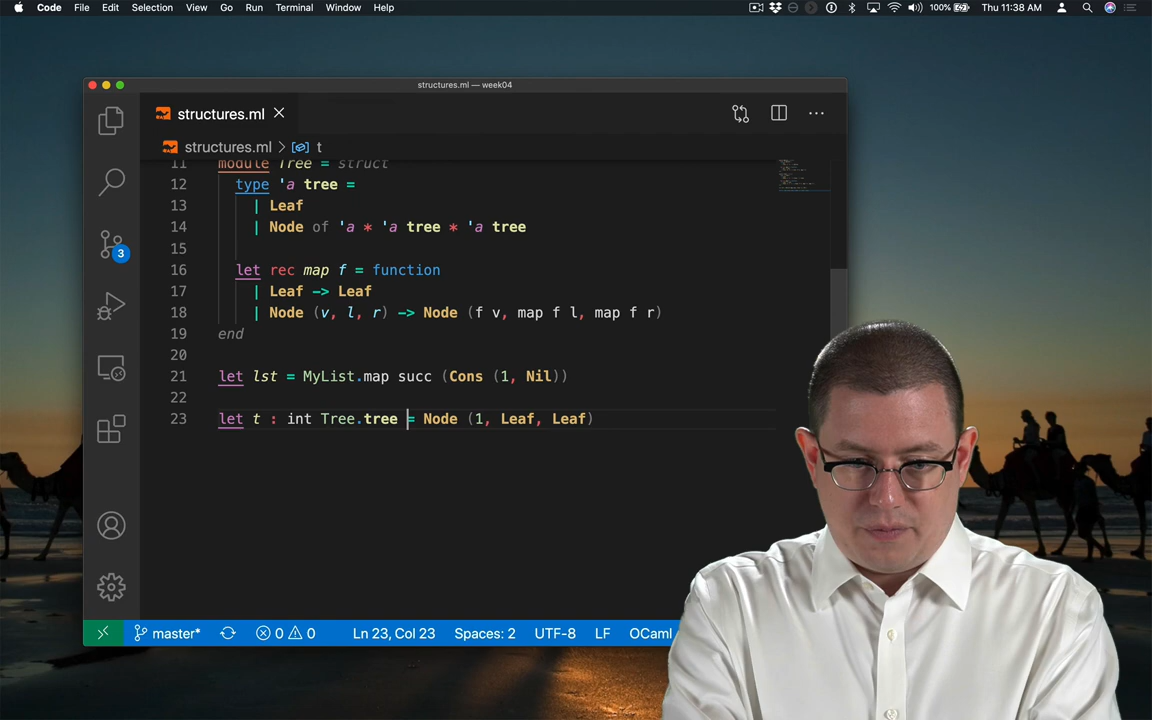 Code File Edit Selection View Go Run Terminal Window Help 100% Thu 11:38 AM
structures.ml — week04
structures.ml
structures.ml > t
11 module Tree = struct
12 type 'a tree =
13 | Leaf
14 | Node of 'a * 'a tree * 'a tree
15
16 let rec map f = function
17 | Leaf -> Leaf
18 | Node (v, l, r) -> Node (f v, map f l, map f r)
19 end
20
21 let lst = MyList.map succ (Cons (1, Nil))
22
23 let t : int Tree.tree = Node (1, Leaf, Leaf)
3
master* 0 0 Ln 23, Col 23 Spaces: 2 UTF-8 LF OCaml